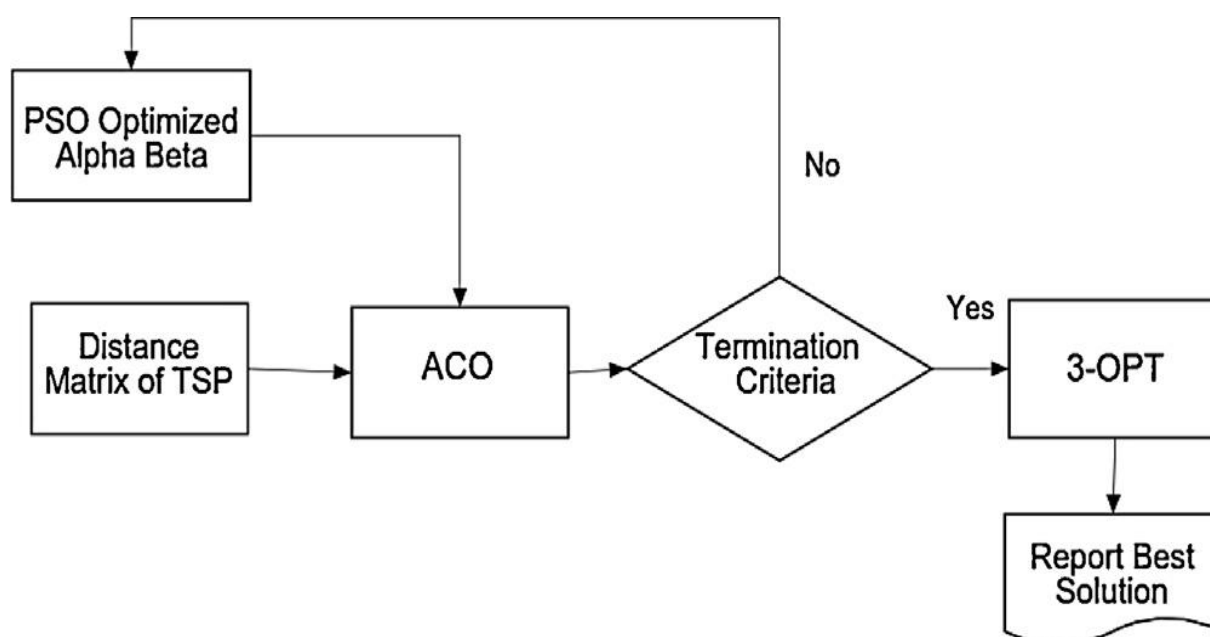 PSO Optimized
Alpha Beta
No
Distance
Matrix of TSP
ACO
Termination
Criteria
Yes
3-OPT
Report Best
Solution